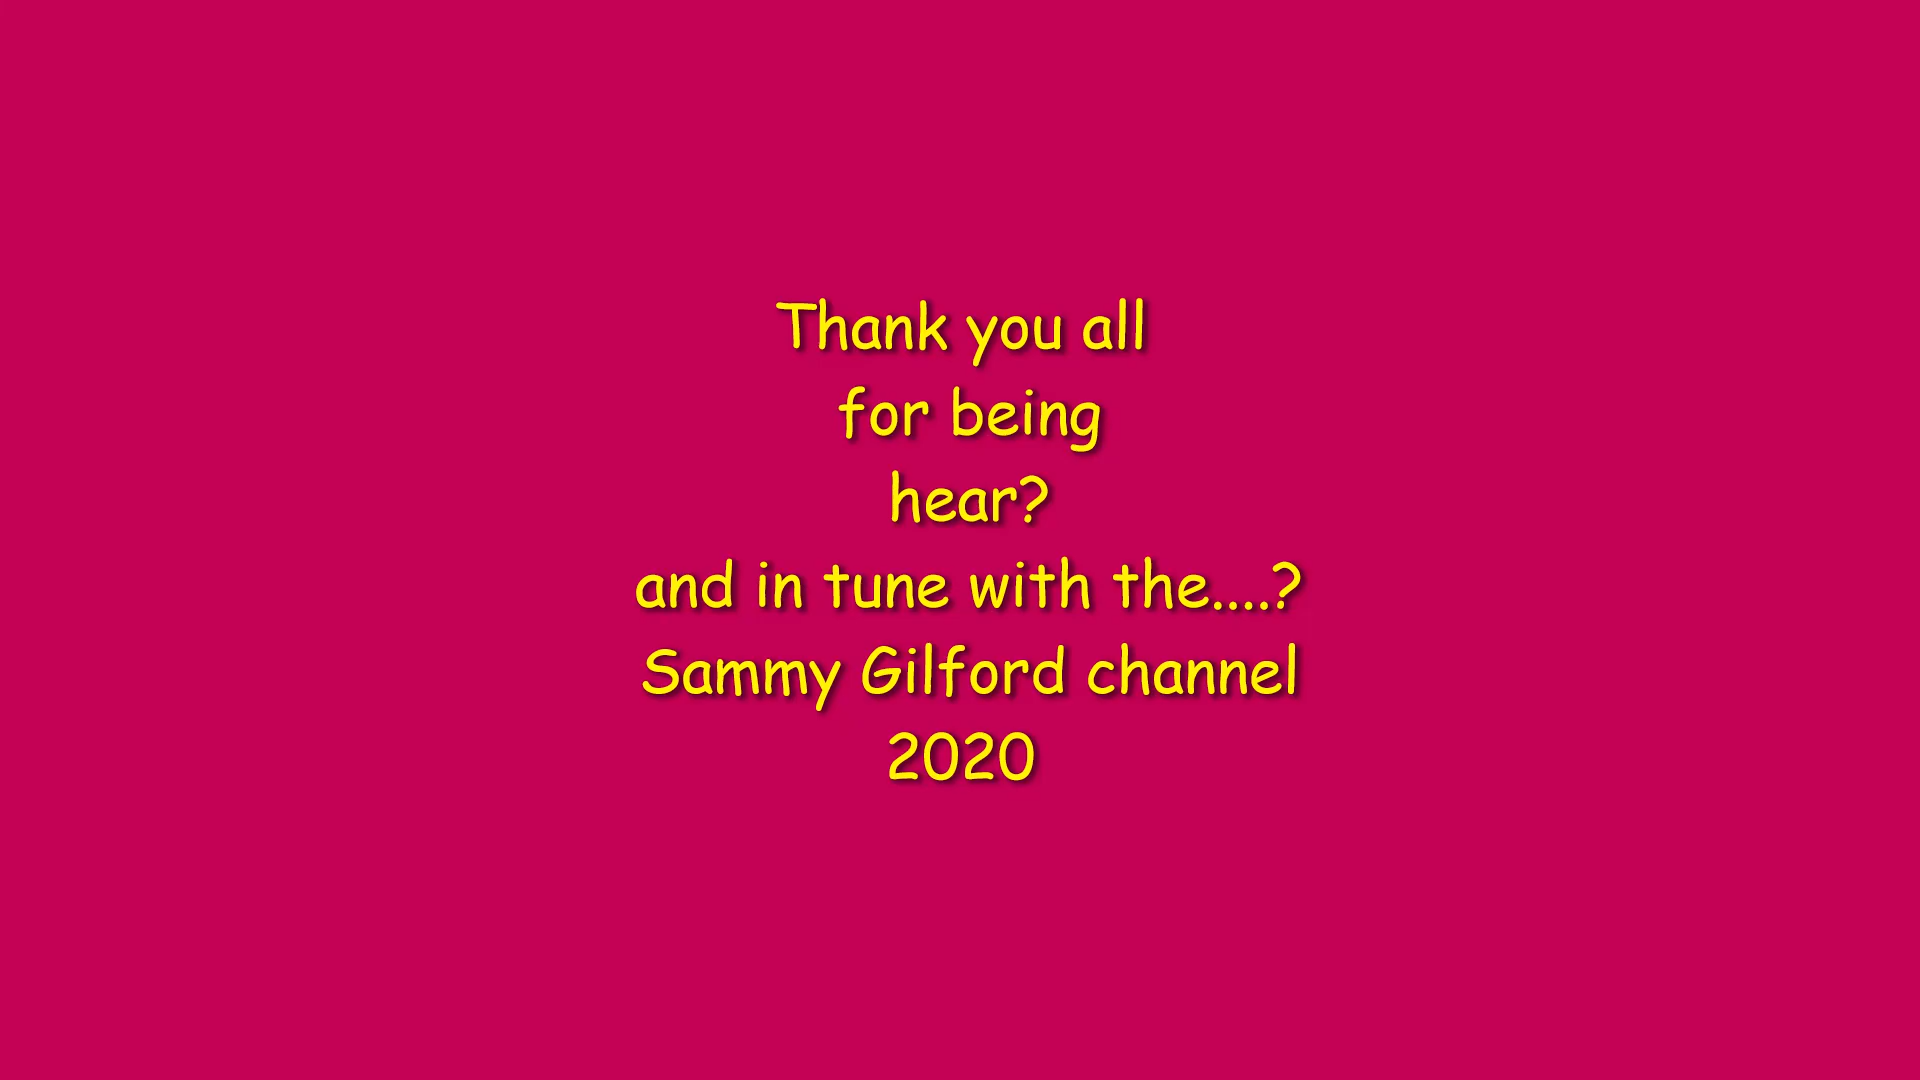 Thank you all
for being
hear?
and in tune with the....?
Sammy Gilford channel
2020